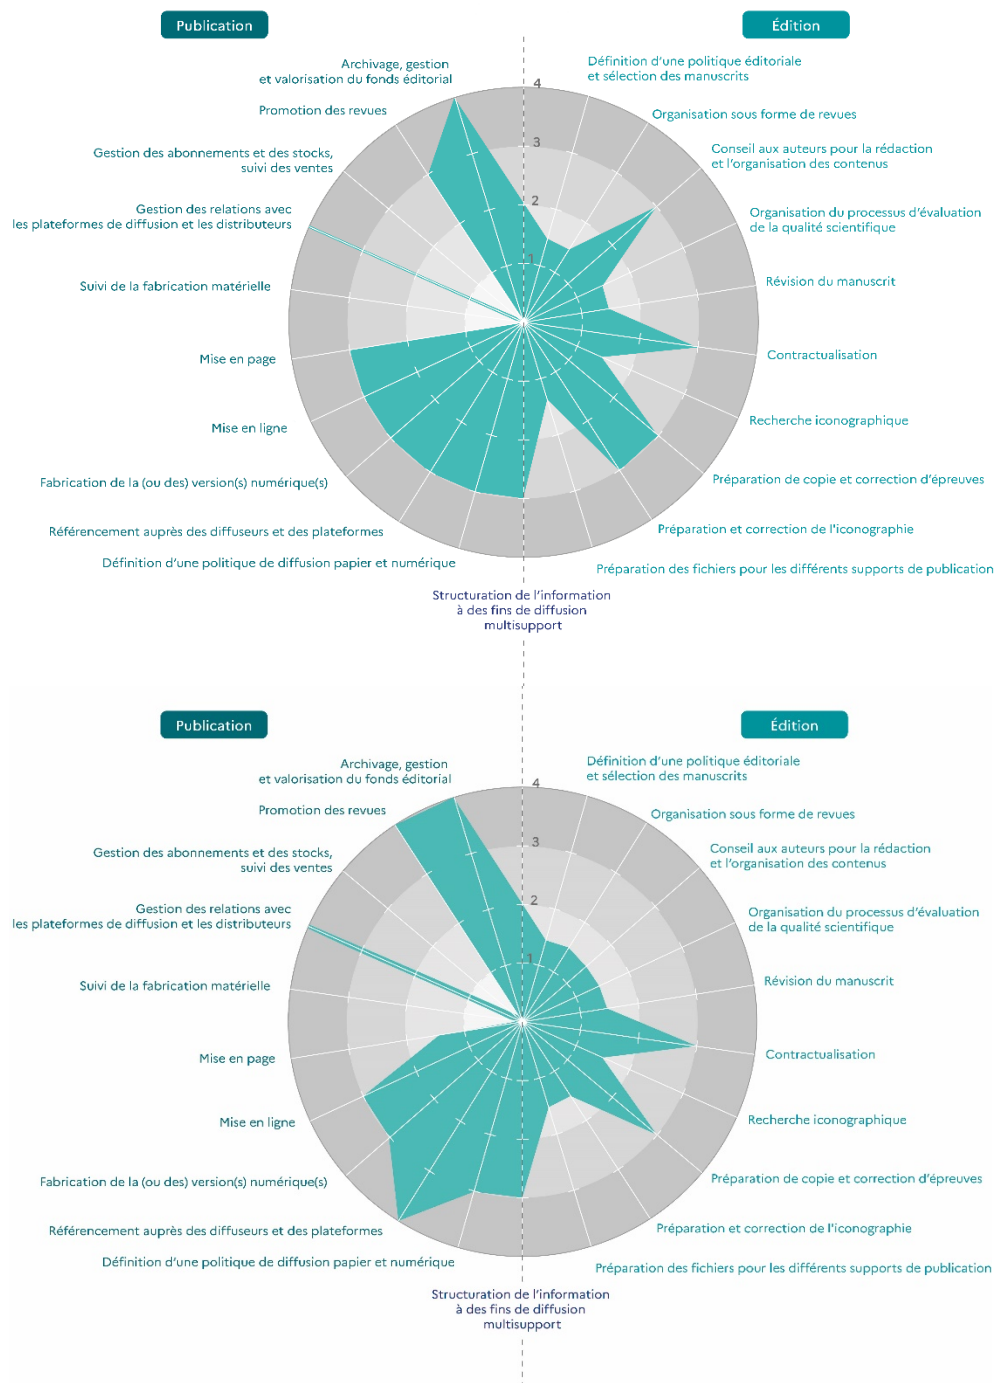 Publication
Édition
Archivage, gestion
et valorisation du fonds éditorial
Définition d'une politique éditoriale
et sélection des manuscrits
Promotion des revues
Organisation sous forme de revues
Gestion des abonnements et des stocks,
suivi des ventes
Conseil aux auteurs pour la rédaction
et l'organisation des contenus
Gestion des relations avec
les plateformes de diffusion et les distributeurs
Organisation du processus d'évaluation
de la qualité scientifique
Suivi de la fabrication matérielle
Révision du manuscrit
Mise en page
Contractualisation
Mise en ligne
Recherche iconographique
Fabrication de la (ou des) version(s) numérique(s)
Préparation de copie et correction d'épreuves
Référencement auprès des diffuseurs et des plateformes
Préparation et correction de l'iconographie
Définition d'une politique de diffusion papier et numérique
Préparation des fichiers pour les différents supports de publication
Structuration de l'information
à des fins de diffusion
multisupport
4
3
2
1
Publication
Édition
Archivage, gestion
et valorisation du fonds éditorial
Définition d'une politique éditoriale
et sélection des manuscrits
Promotion des revues
Organisation sous forme de revues
Gestion des abonnements et des stocks,
suivi des ventes
Conseil aux auteurs pour la rédaction
et l'organisation des contenus
Gestion des relations avec
les plateformes de diffusion et les distributeurs
Organisation du processus d'évaluation
de la qualité scientifique
Suivi de la fabrication matérielle
Révision du manuscrit
Mise en page
Contractualisation
Mise en ligne
Recherche iconographique
Fabrication de la (ou des) version(s) numérique(s)
Préparation de copie et correction d'épreuves
Référencement auprès des diffuseurs et des plateformes
Préparation et correction de l'iconographie
Définition d'une politique de diffusion papier et numérique
Préparation des fichiers pour les différents supports de publication
Structuration de l'information
à des fins de diffusion
multisupport
4
3
2
1